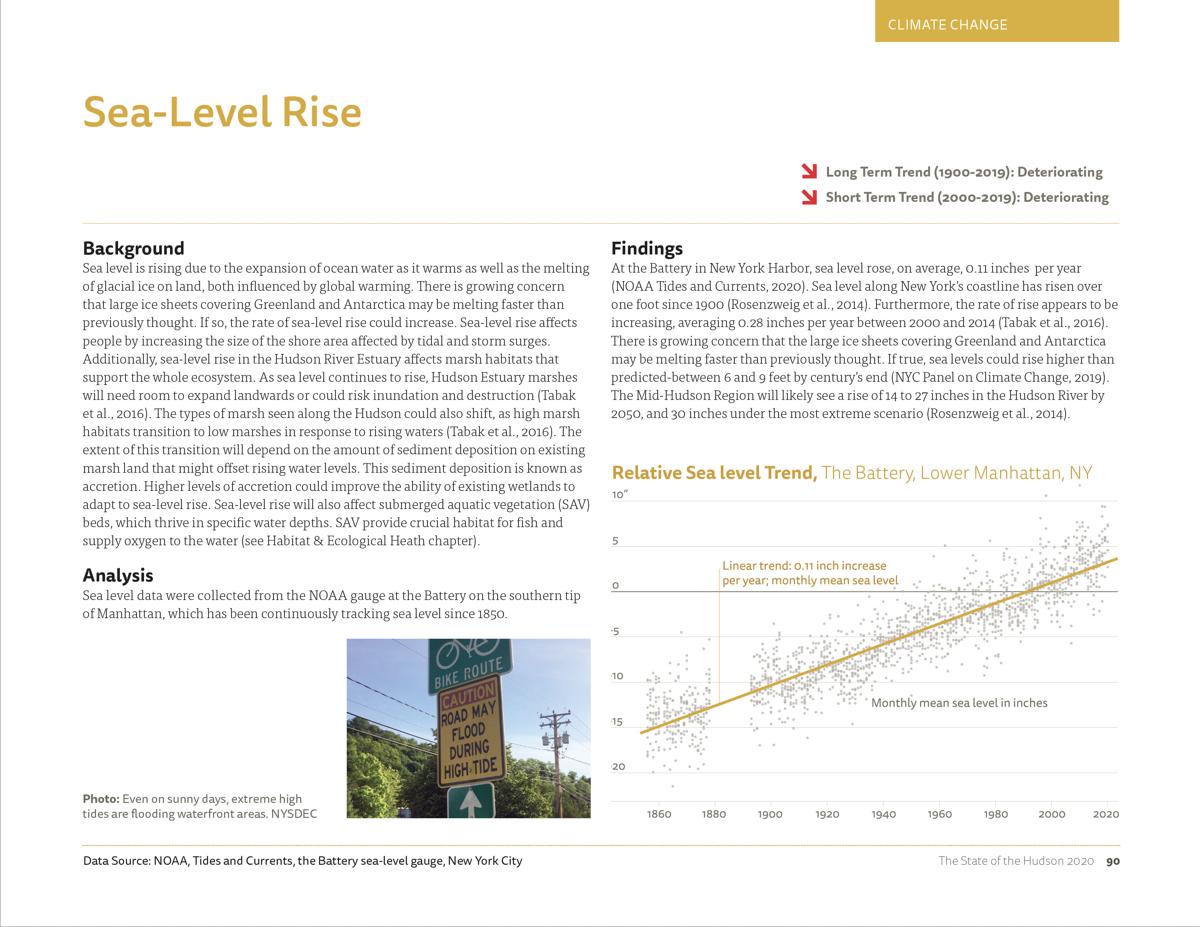 CLIMATE CHANGE
Sea-Level Rise
Long Term Trend (1900-2019): Deteriorating
Short Term Trend (2000-2019): Deteriorating
Background
Sea level is rising due to the expansion of ocean water as it warms as well as the melting
of glacial ice on land, both influenced by global warming. There is growing concern
that large ice sheets covering Greenland and Antarctica may be melting faster than
previously thought. If so, the rate of sea-level rise could increase. Sea-level rise affects
people by increasing the size of the shore area affected by tidal and storm surges.
Additionally, sea-level rise in the Hudson River Estuary affects marsh habitats that
support the whole ecosystem. As sea level continues to rise, Hudson Estuary marshes
will need room to expand landwards or could risk inundation and destruction (Tabak
et al., 2016). The types of marsh seen along the Hudson could also shift, as high marsh
habitats transition to low marshes in response to rising waters (Tabak et al., 2016). The
extent of this transition will depend on the amount of sediment deposition on existing
marsh land that might offset rising water levels. This sediment deposition is known as
accretion. Higher levels of accretion could improve the ability of existing wetlands to
adapt to sea-level rise. Sea-level rise will also affect submerged aquatic vegetation (SAV)
beds, which thrive in specific water depths. SAV provide crucial habitat for fish and
supply oxygen to the water (see Habitat & Ecological Heath chapter).
Analysis
Sea level data were collected from the NOAA gauge at the Battery on the southern tip
of Manhattan, which has been continuously tracking sea level since 1850.
BIKE ROUTE
CAUTION
ROAD MAY
FLOOD
DURING
HIGH-TIDE
Photo: Even on sunny days, extreme high
tides are flooding waterfront areas. NYSDEC
Findings
At the Battery in New York Harbor, sea level rose, on average, 0.11 inches per year
(NOAA Tides and Currents, 2020). Sea level along New York's coastline has risen over
one foot since 1900 (Rosenzweig et al., 2014). Furthermore, the rate of rise appears to be
increasing, averaging 0.28 inches per year between 2000 and 2014 (Tabak et al., 2016).
There is growing concern that the large ice sheets covering Greenland and Antarctica
may be melting faster than previously thought. If true, sea levels could rise higher than
predicted-between 6 and 9 feet by century's end (NYC Panel on Climate Change, 2019).
The Mid-Hudson Region will likely see a rise of 14 to 27 inches in the Hudson River by
2050, and 30 inches under the most extreme scenario (Rosenzweig et al., 2014).
Relative Sea level Trend, The Battery, Lower Manhattan, NY
10"
5
0
-5
-10
-15
-20
Linear trend: 0.11 inch increase
per year; monthly mean sea level
Monthly mean sea level in inches
1860 1880 1900 1920 1940 1960 1980 2000 2020
Data Source: NOAA, Tides and Currents, the Battery sea-level gauge, New York City
The State of the Hudson 2020 90